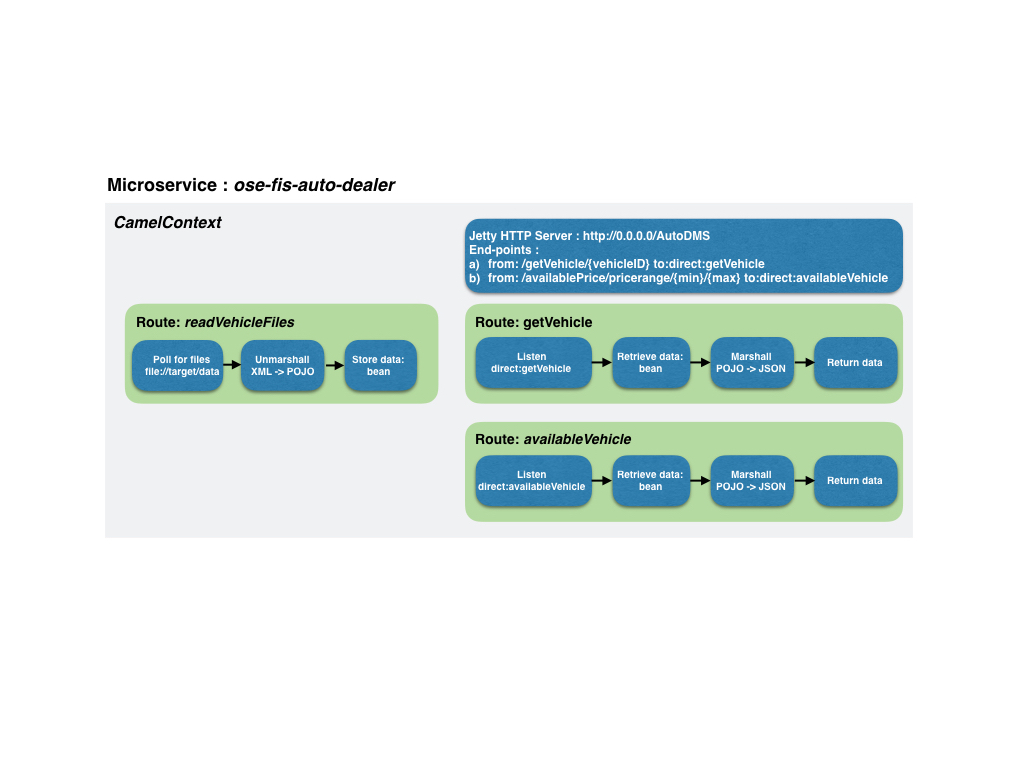 Microservice : ose-fis-auto-dealer
CamelContext
Jetty HTTP Server : http://0.0.0.0/AutoDMS
End-points :
a) from: /getVehicle/{vehicleID} to:direct:getVehicle
b) from: /availablePrice/pricerange/{min}/{max} to:direct:availableVehicle
Route: readVehicleFiles
Poll for files
file://target/data
Unmarshall
XML -> POJO
Store data:
bean
Route: getVehicle
Listen
direct:getVehicle
Retrieve data:
bean
Marshall
POJO -> JSON
Return data
Route: availableVehicle
Listen
direct:availableVehicle
Retrieve data:
bean
Marshall
POJO -> JSON
Return data